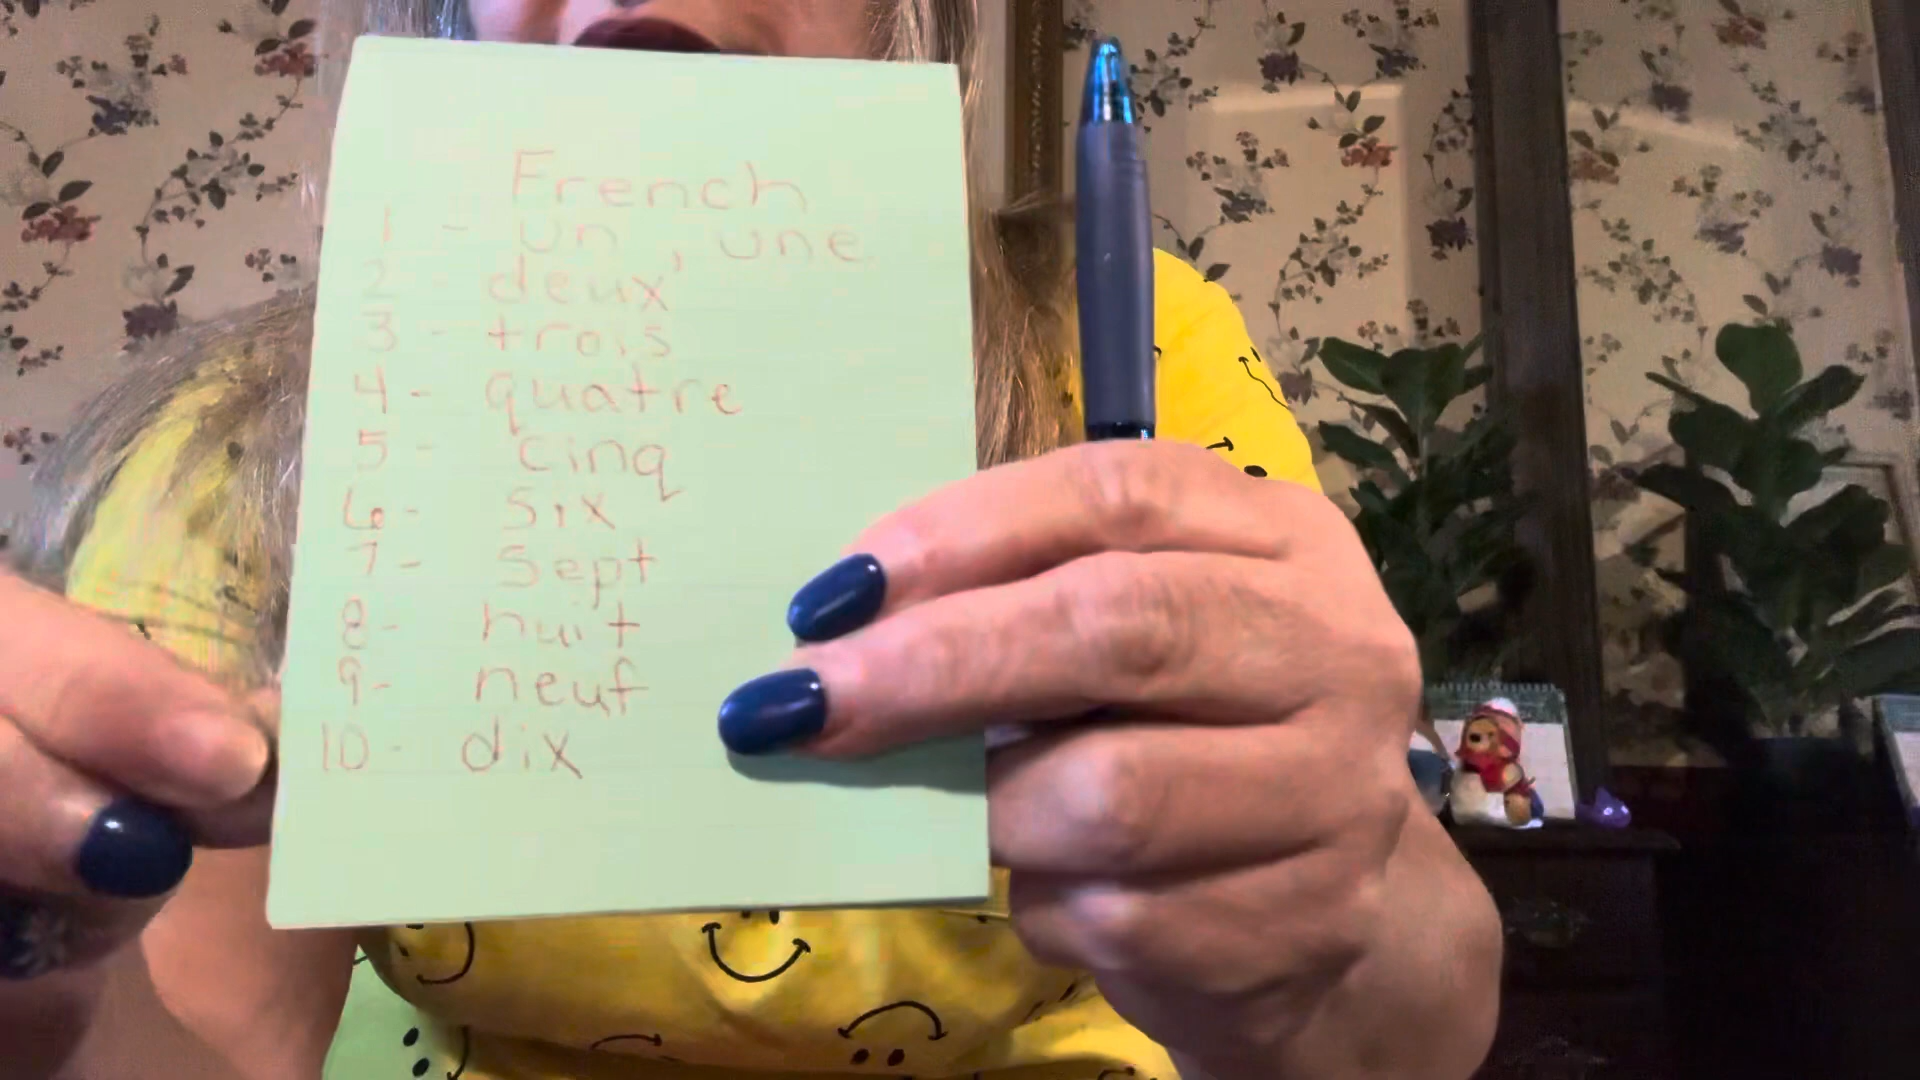 French
1 - un, une
2 deux
3 - trois
4 - quatre
5 - cinq
6 - six
7 - sept
8 - huit
9 - neuf
10 - dix